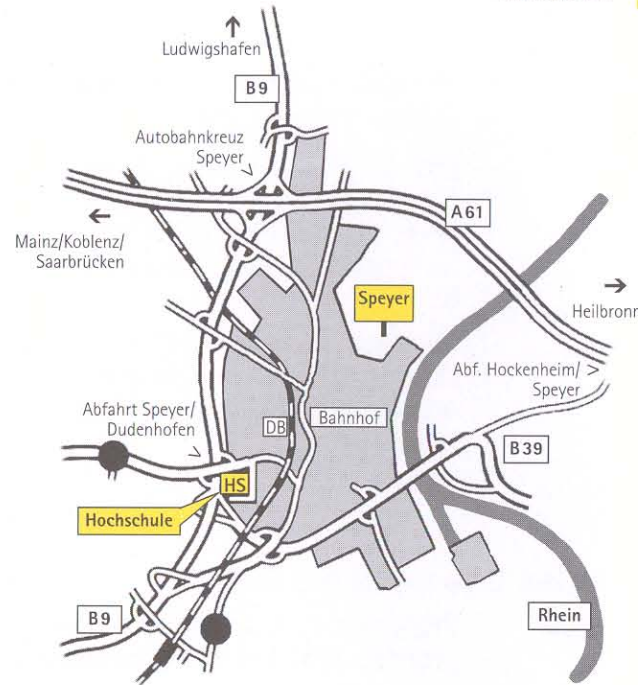 Ludwigshafen
B9
Autobahnkreuz
Speyer
A61
Mainz/Koblenz/
Saarbrücken
Speyer
Heilbronn
Abf. Hockenheim/
Speyer
Abfahrt Speyer/
Dudenhofen
DB
Bahnhof
B39
HS
Hochschule
B9
Rhein